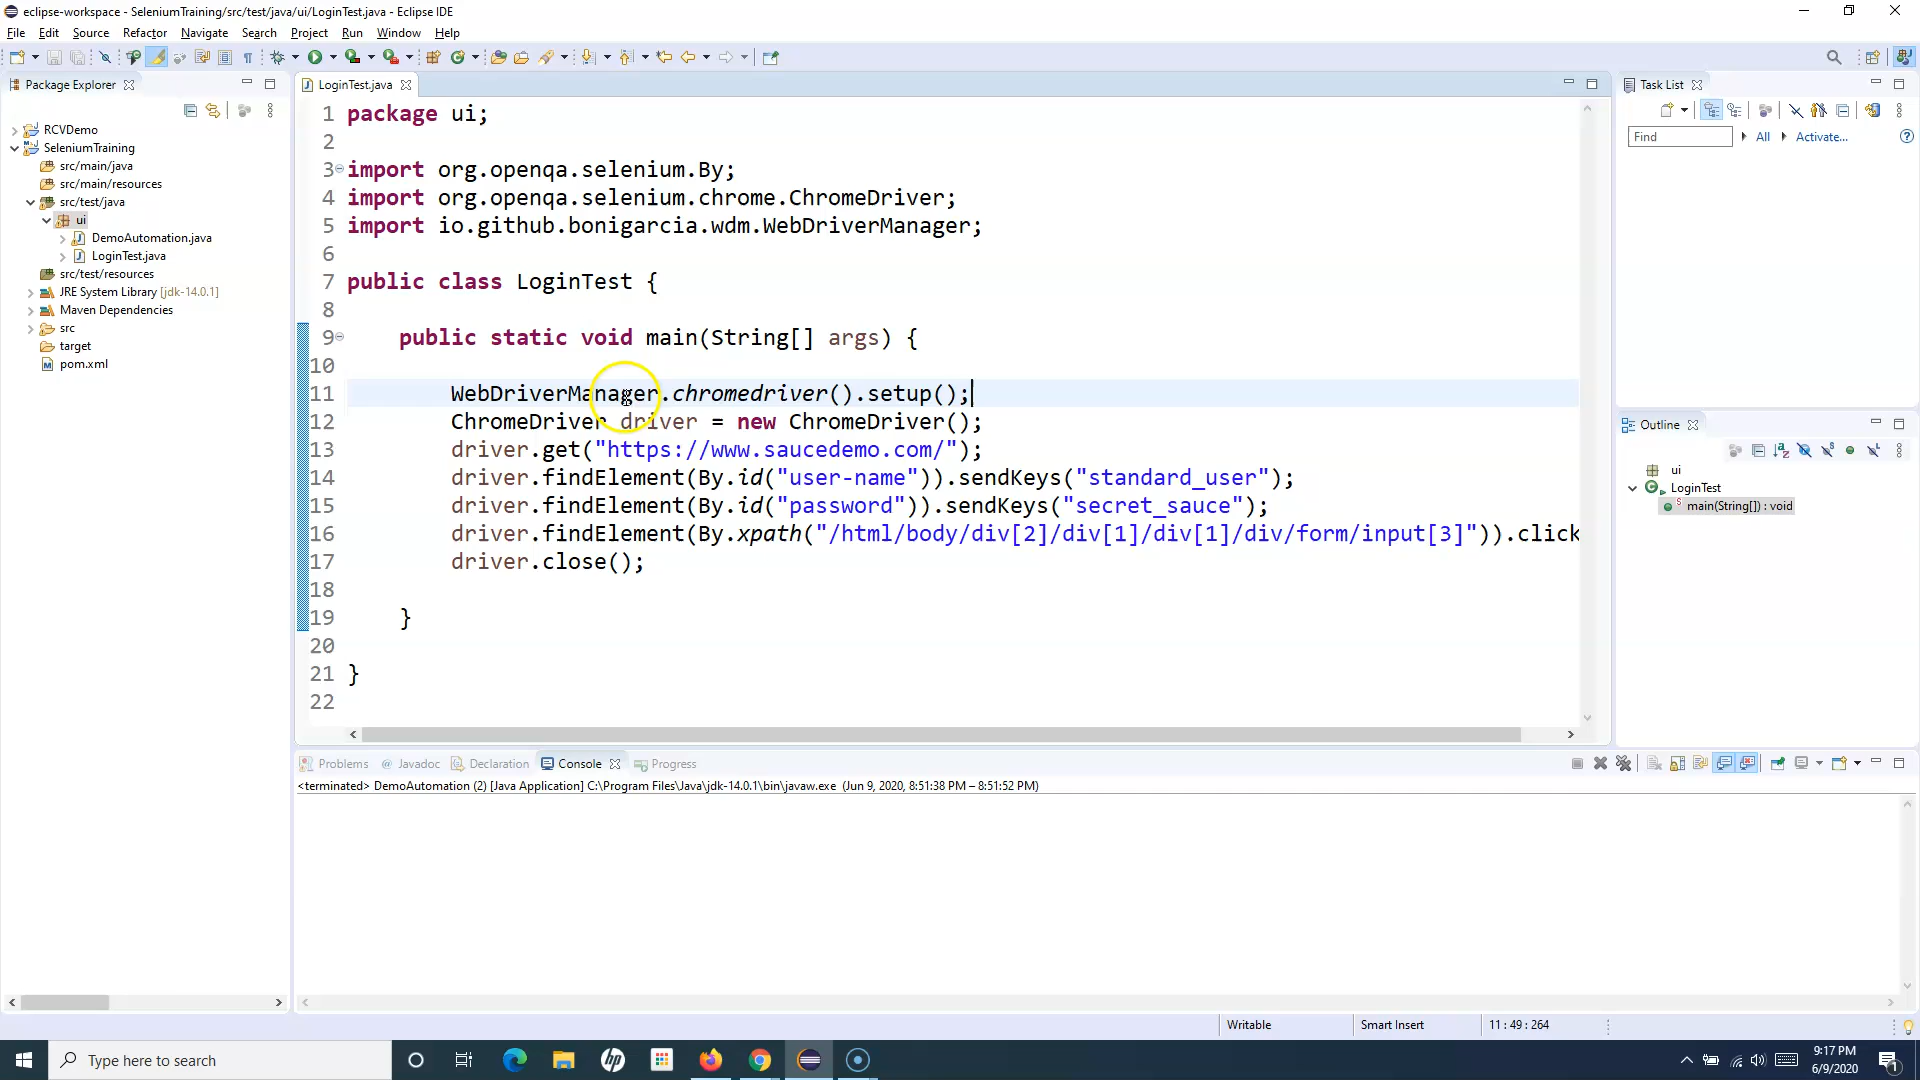 eclipse-workspace - SeleniumTraining/src/test/java/ui/LoginTest.java - Eclipse IDE
File Edit Source Refactor Navigate Search Project Run Window Help
Package Explorer
RCVDemo
SeleniumTraining
src/main/java
src/main/resources
src/test/java
ui
DemoAutomation.java
LoginTest.java
src/test/resources
JRE System Library [jdk-14.0.1]
Maven Dependencies
src
target
pom.xml
LoginTest.java
1 package ui;
2
3 import org.openqa.selenium.By;
4 import org.openqa.selenium.chrome.ChromeDriver;
5 import io.github.bonigarcia.wdm.WebDriverManager;
6
7 public class LoginTest {
8
9 public static void main(String[] args) {
10
11 WebDriverManager.chromedriver().setup();
12 ChromeDriver driver = new ChromeDriver();
13 driver.get("https://www.saucedemo.com/");
14 driver.findElement(By.id("user-name")).sendKeys("standard_user");
15 driver.findElement(By.id("password")).sendKeys("secret_sauce");
16 driver.findElement(By.xpath("/html/body/div[2]/div[1]/div[1]/div/form/input[3]")).click
17 driver.close();
18
19 }
20
21 }
22
Task List
Find All Activate...
Outline
ui
LoginTest
main(String[]) : void
Problems Javadoc Declaration Console Progress
<terminated> DemoAutomation (2) [Java Application] C:\Program Files\Java\jdk-14.0.1\bin\javaw.exe (Jun 9, 2020, 8:51:38 PM – 8:51:52 PM)
Writable Smart Insert 11 : 49 : 264
Type here to search
9:17 PM
6/9/2020